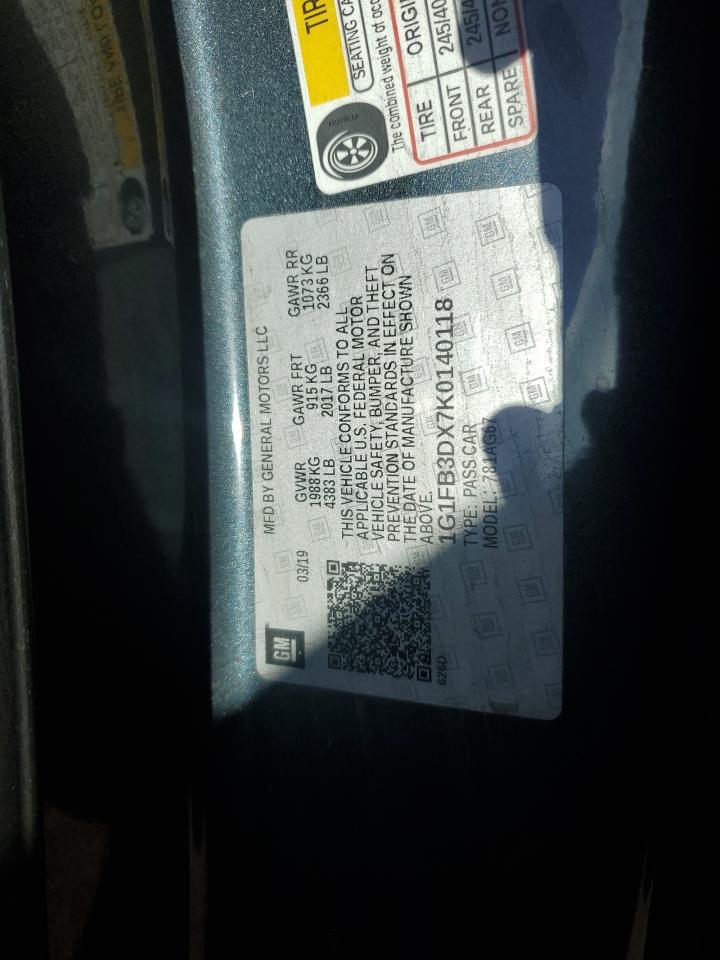 GM
MFD BY GENERAL MOTORS LLC
03/19
GVWR GAWR FRT GAWR RR
1988 KG 915 KG 1073 KG
4383 LB 2017 LB 2366 LB
THIS VEHICLE CONFORMS TO ALL
APPLICABLE U.S. FEDERAL MOTOR
VEHICLE SAFETY, BUMPER, AND THEFT
PREVENTION STANDARDS IN EFFECT ON
THE DATE OF MANUFACTURE SHOWN
ABOVE.
626D
1G1FB3DX7K0140118
TYPE: PASS CAR
MODEL: 781AG67
TIR
SEATING CA
The combined weight of occ
TIRE ORIGI
FRONT 245/40
REAR 245/4
SPARE NON